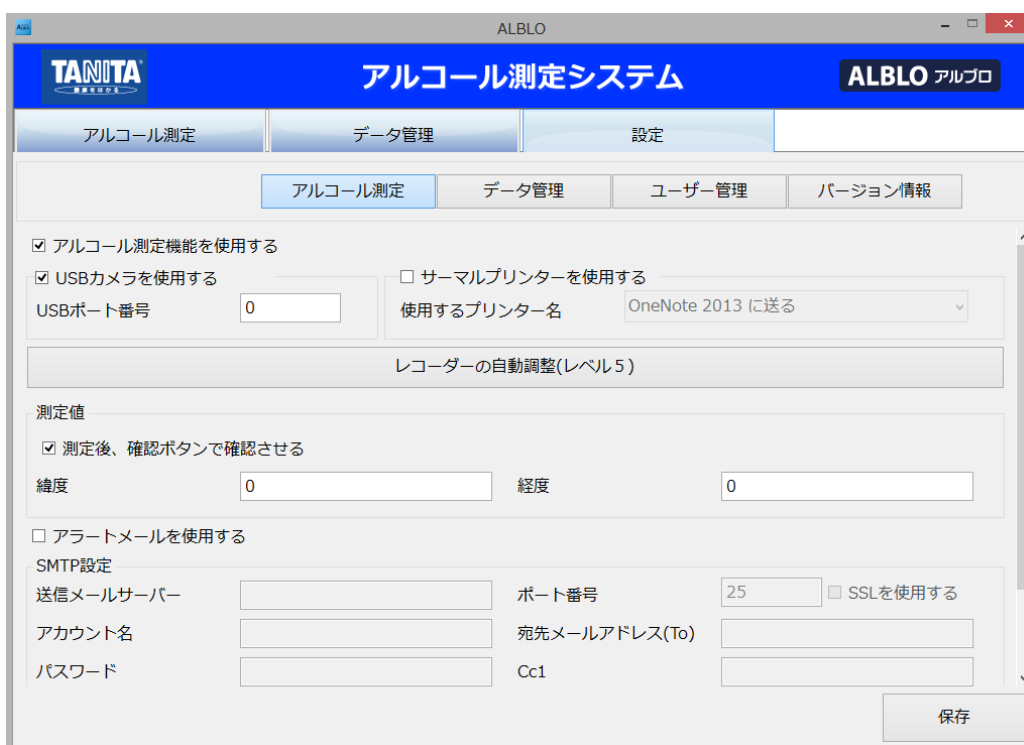 ALBLO
TANITA
健康をはかる
アルコール測定システム
ALBLO アルブロ
アルコール測定 データ管理 設定
アルコール測定 データ管理 ユーザー管理 バージョン情報
アルコール測定機能を使用する
USBカメラを使用する サーマルプリンターを使用する
USBポート番号 0 使用するプリンター名 OneNote 2013 に送る
レコーダーの自動調整(レベル５)
測定値
測定後、確認ボタンで確認させる
緯度 0 経度 0
アラートメールを使用する
SMTP設定
送信メールサーバー ポート番号 25 SSLを使用する
アカウント名 宛先メールアドレス(To)
パスワード Cc1
保存